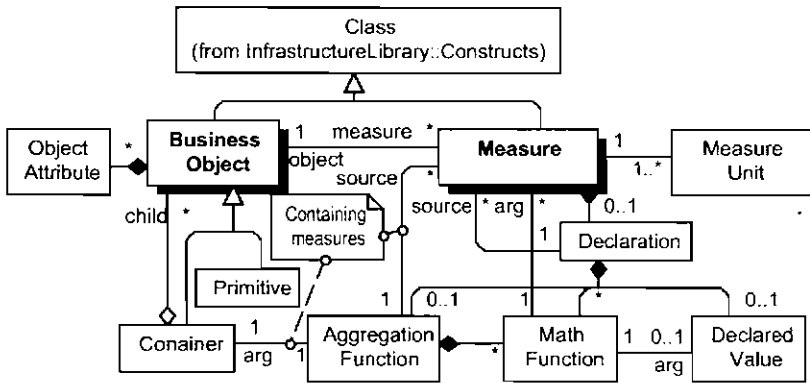 Class
(from InfrastructureLibrary::Constructs)
Object
Attribute
*
Business
Object
1
measure
*
object
Measure
1
1..*
Measure
Unit
source
*
child
*
Containing
measures
source
*
arg
*
0..1
1
Declaration
Primitive
*
1
0..1
1
0..1
Conainer
1
arg
1
Aggregation
Function
*
Math
Function
1
0..1
arg
Declared
Value